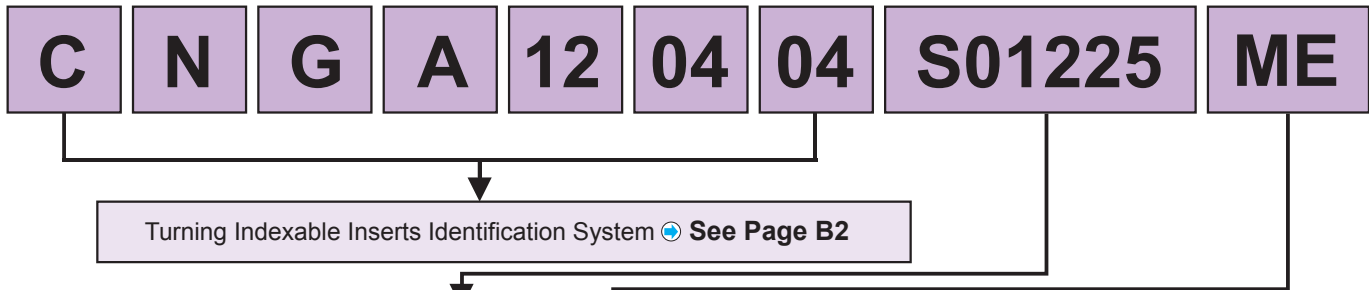 C N G A 12 04 04 S01225 ME
Turning Indexable Inserts Identification System See Page B2